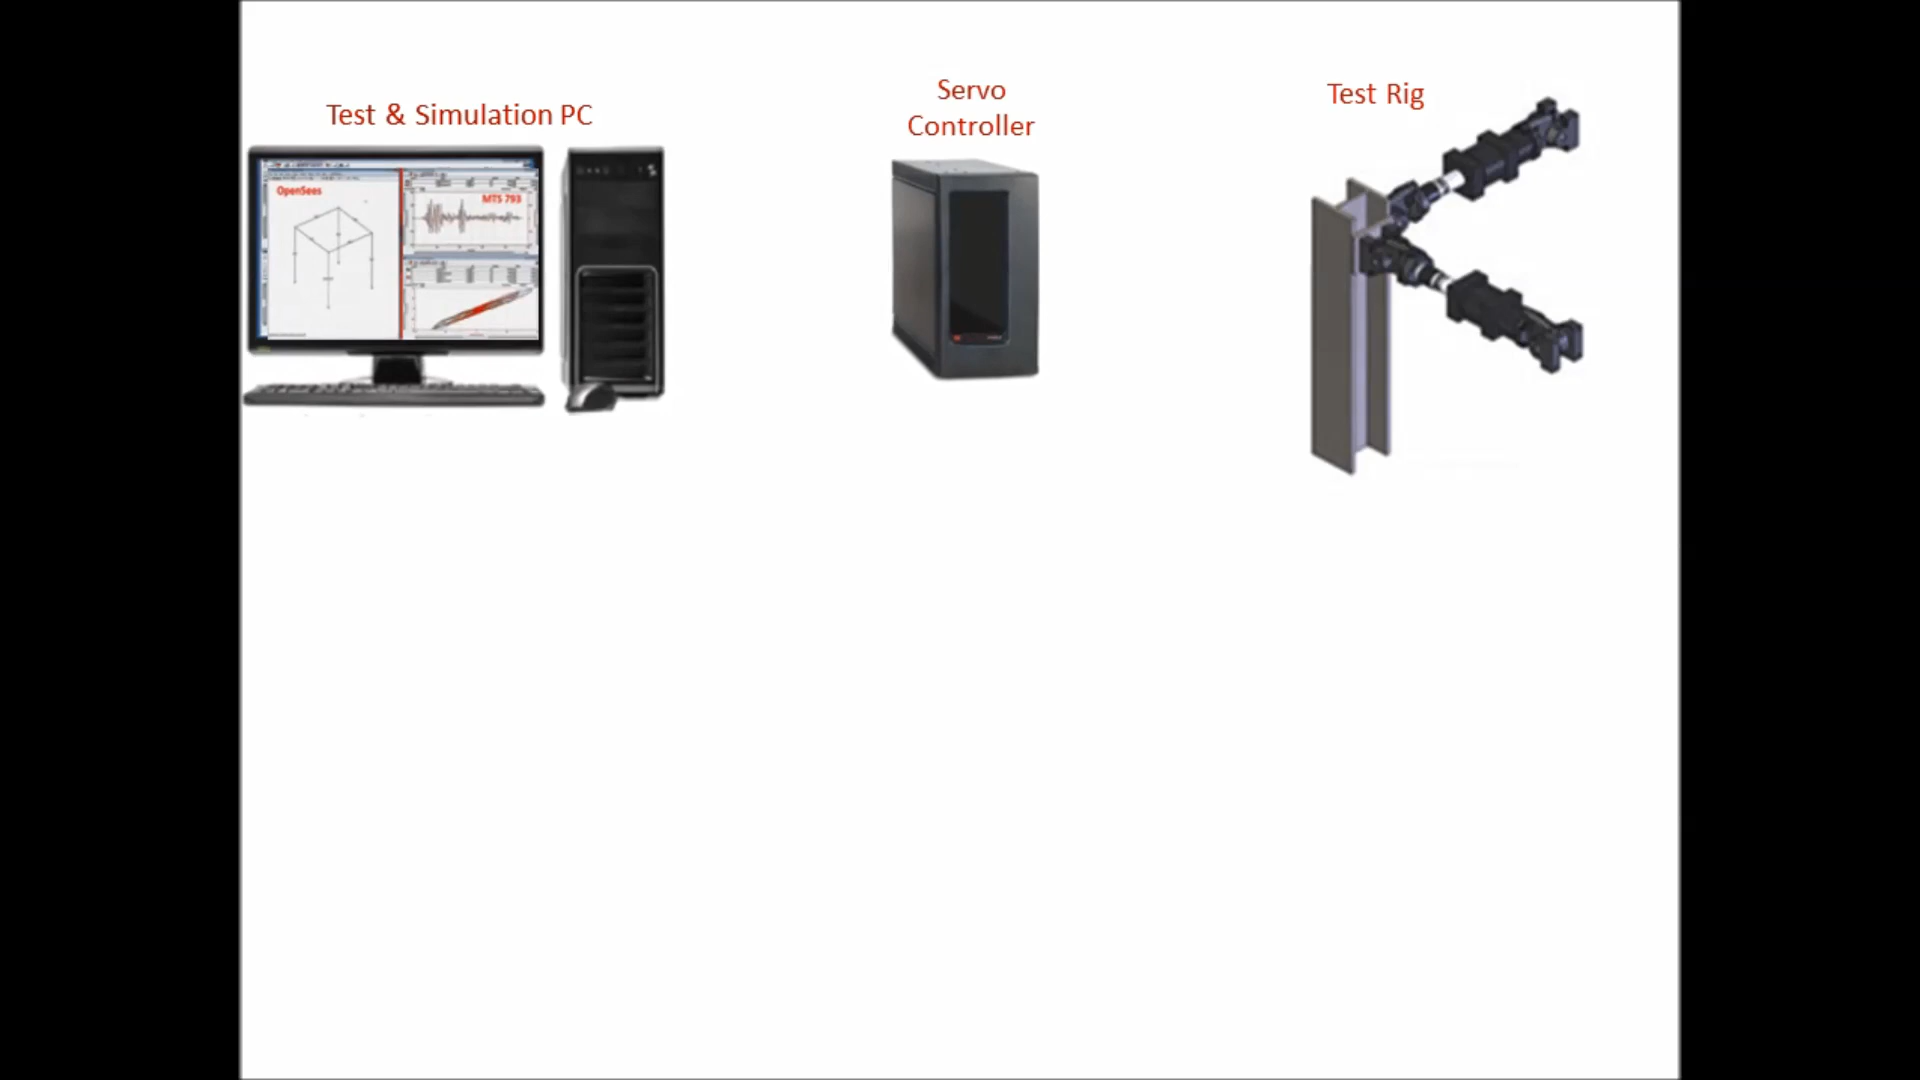 Test & Simulation PC
Servo
Controller
Test Rig
OpenSees
MTS 793